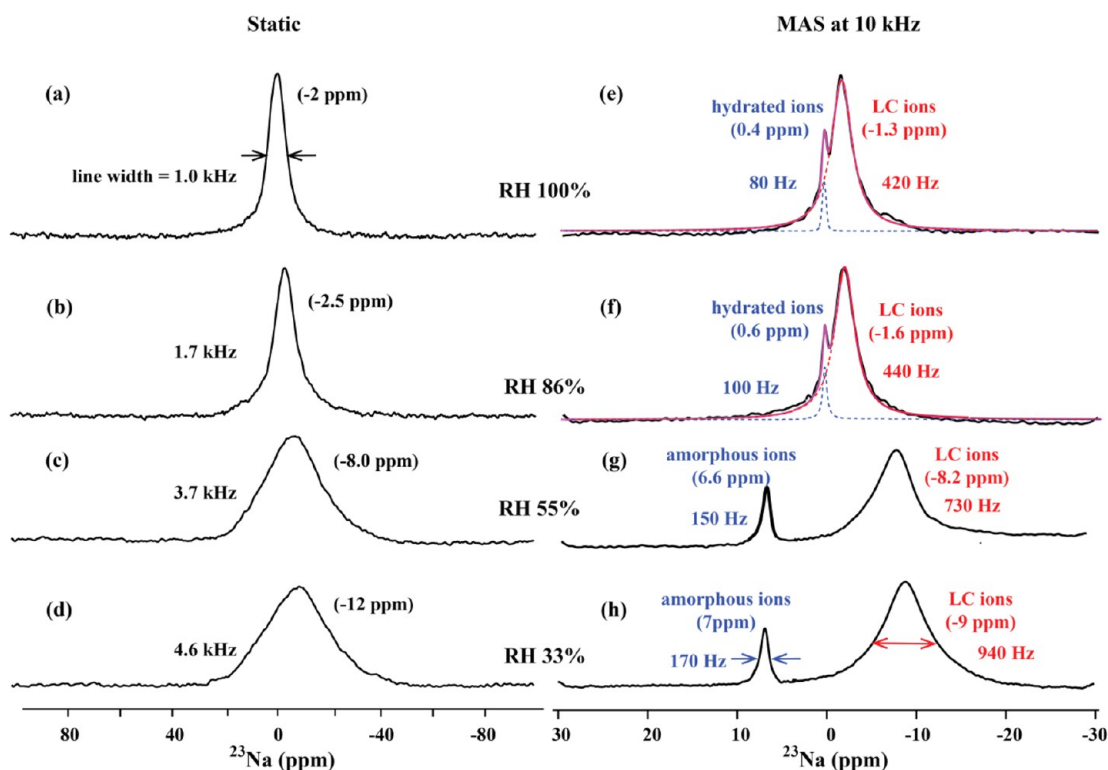 Static
MAS at 10 kHz
(a)
(-2 ppm)
line width = 1.0 kHz
RH 100%
(e)
hydrated ions
(0.4 ppm)
80 Hz
LC ions
(-1.3 ppm)
420 Hz
(b)
(-2.5 ppm)
1.7 kHz
RH 86%
(f)
hydrated ions
(0.6 ppm)
100 Hz
LC ions
(-1.6 ppm)
440 Hz
(c)
(-8.0 ppm)
3.7 kHz
RH 55%
(g)
amorphous ions
(6.6 ppm)
150 Hz
LC ions
(-8.2 ppm)
730 Hz
(d)
(-12 ppm)
4.6 kHz
RH 33%
(h)
amorphous ions
(7ppm)
170 Hz
LC ions
(-9 ppm)
940 Hz
80 40 0 -40 -80
23Na (ppm)
30 20 10 0 -10 -20 -30
23Na (ppm)